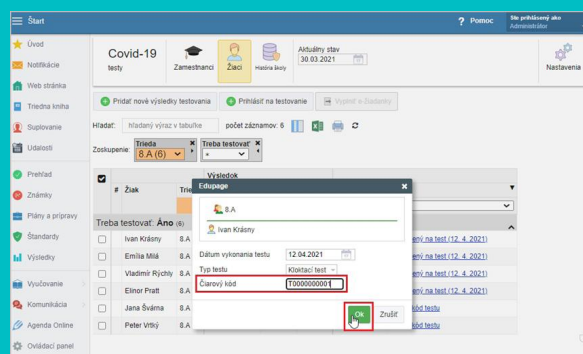 Štart
? Pomoc
Ste prihlásený ako
Administrátor
Úvod
Notifikácie
Web stránka
Triedna kniha
Suplovanie
Udalosti
Prehľad
Známky
Plány a prípravy
Štandardy
Výsledky
Vyučovanie
Komunikácia
Agenda Online
Ovládací panel
Covid-19
testy
Zamestnanci
Žiaci
História školy
Aktuálny stav
30.03.2021
Nastavenia
Pridať nové výsledky testovania
Prihlásiť na testovanie
Vyplniť e-žiadanky
Hľadať:
hľadaný výraz v tabuľke
počet záznamov: 6
Zoskupenie:
Trieda
8.A (6)
Treba testovať
*
Výsledok
# Žiak
Treba testovať: Áno (6)
Ivan Krásny 8.A
Emília Milá 8.A
Vladimír Rýchly 8.A
Elinor Pratt 8.A
Jana Švárna 8.A
Peter Vrtký 8.A
ený na test (12. 4. 2021)
ený na test (12. 4. 2021)
ený na test (12. 4. 2021)
ený na test (12. 4. 2021)
kód testu
kód testu
Edupage
8.A
Ivan Krásny
Dátum vykonania testu 12.04.2021
Typ testu Kloktací test
Čiarový kód T0000000001
Ok
Zrušiť